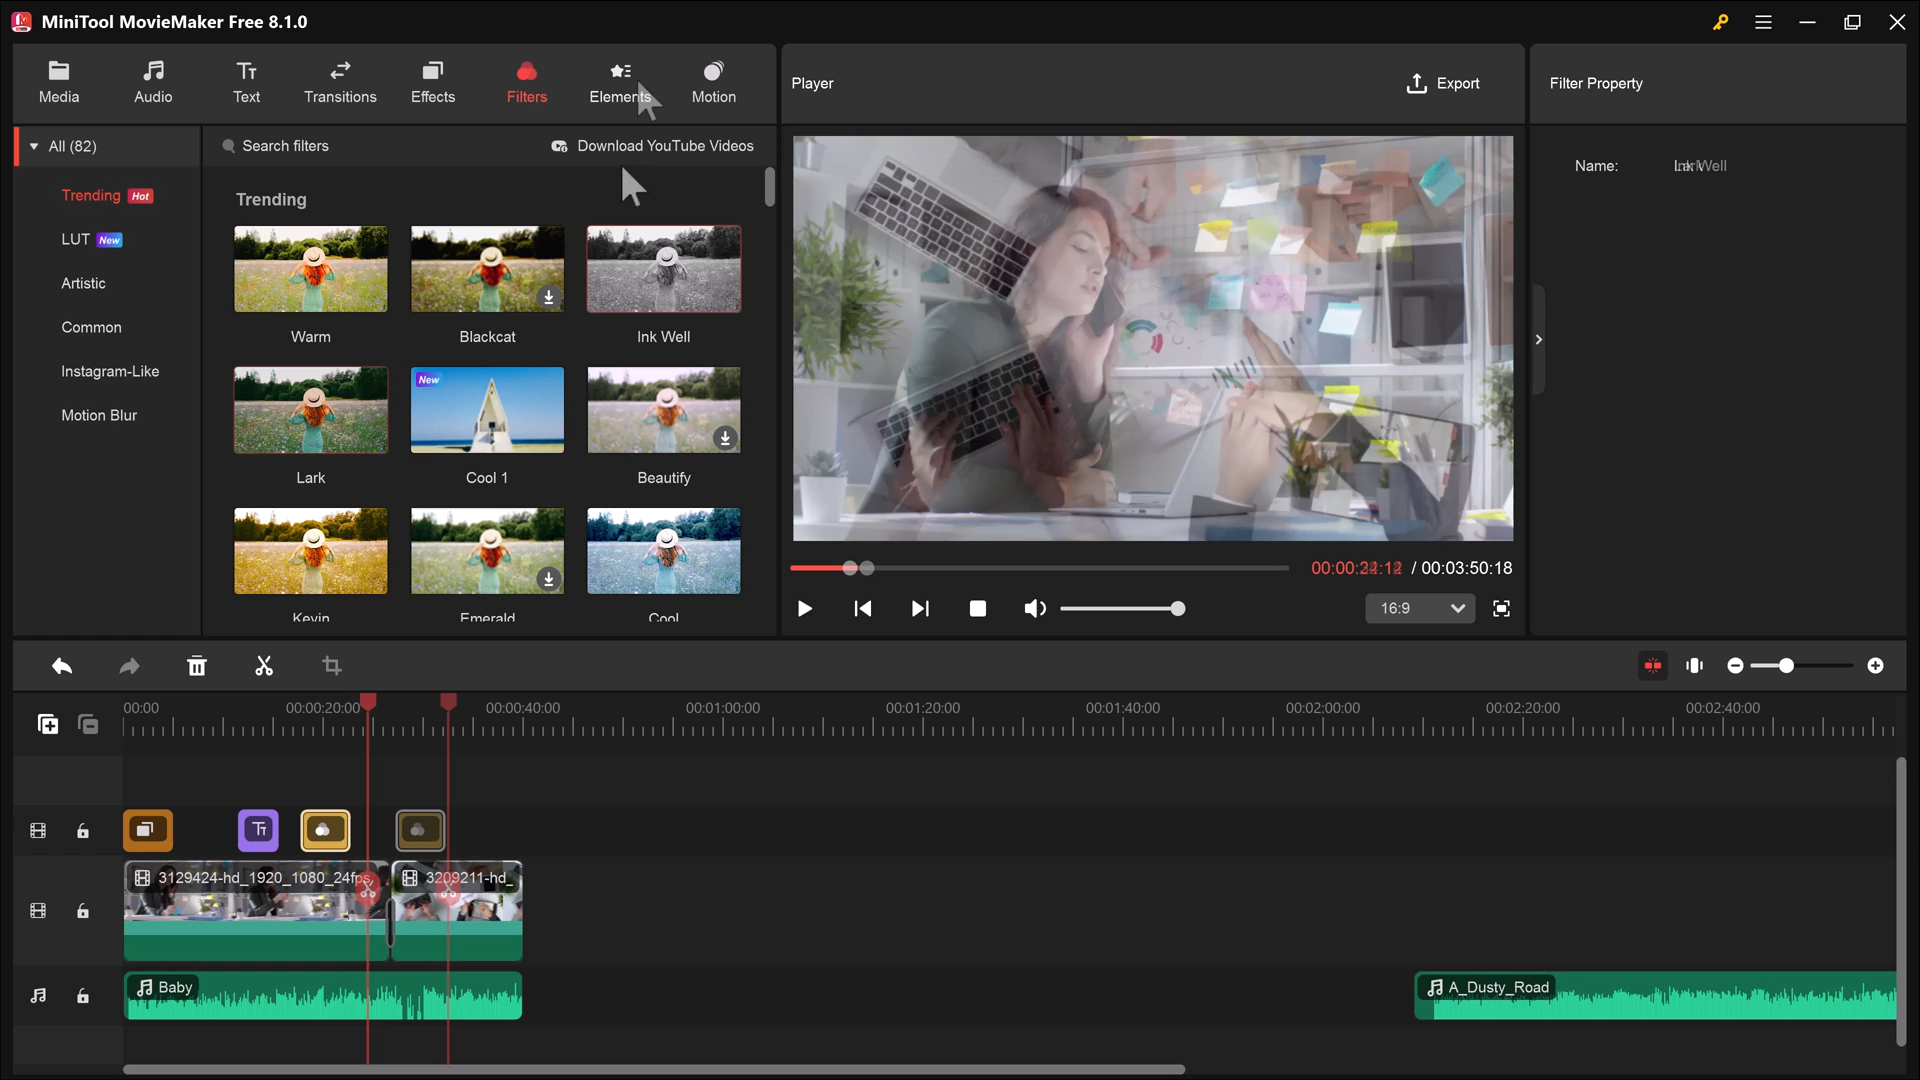 MiniTool MovieMaker Free 8.1.0
Media
Audio
Text
Transitions
Effects
Filters
Elements
Motion
Player
Export
Filter Property
All (82)
Search filters
Download YouTube Videos
Name:
Trending Hot
LUT New
Artistic
Common
Instagram-Like
Motion Blur
Trending
Warm
Blackcat
Ink Well
New
Lark
Cool 1
Beautify
Kevin
Emerald
Cool
/ 00:03:50:18
16:9
00:00
00:00:20:00
00:00:40:00
00:01:00:00
00:01:20:00
00:01:40:00
00:02:00:00
00:02:20:00
00:02:40:00
3129424-hd_1920_1080_24fps
3209211-hd_
Baby
A_Dusty_Road